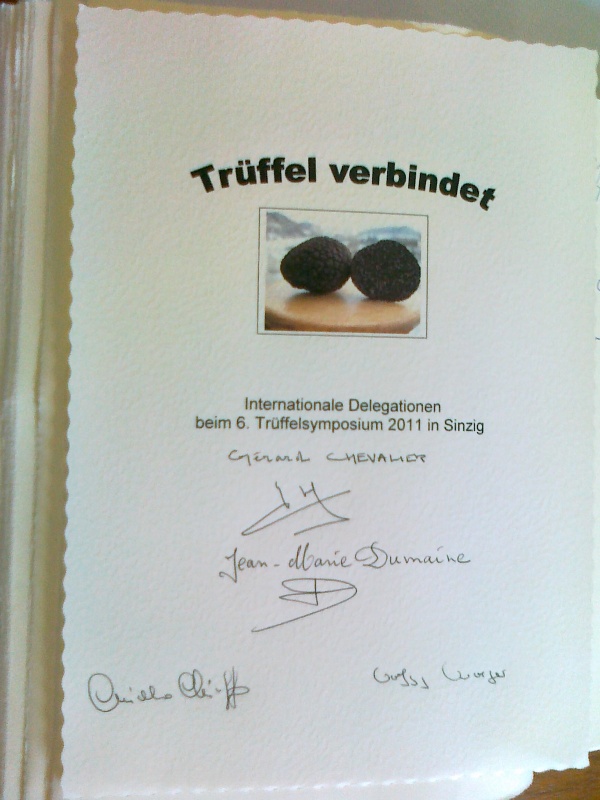 Trüffel verbindet
Internationale Delegationen
beim 6. Trüffelsymposium 2011 in Sinzig
Gérard CHEVALIER
Jean-Marie Dumaine